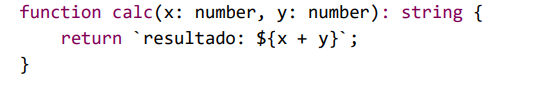 function calc(x: number, y: number): string {
    return `resultado: ${x + y}`;
}